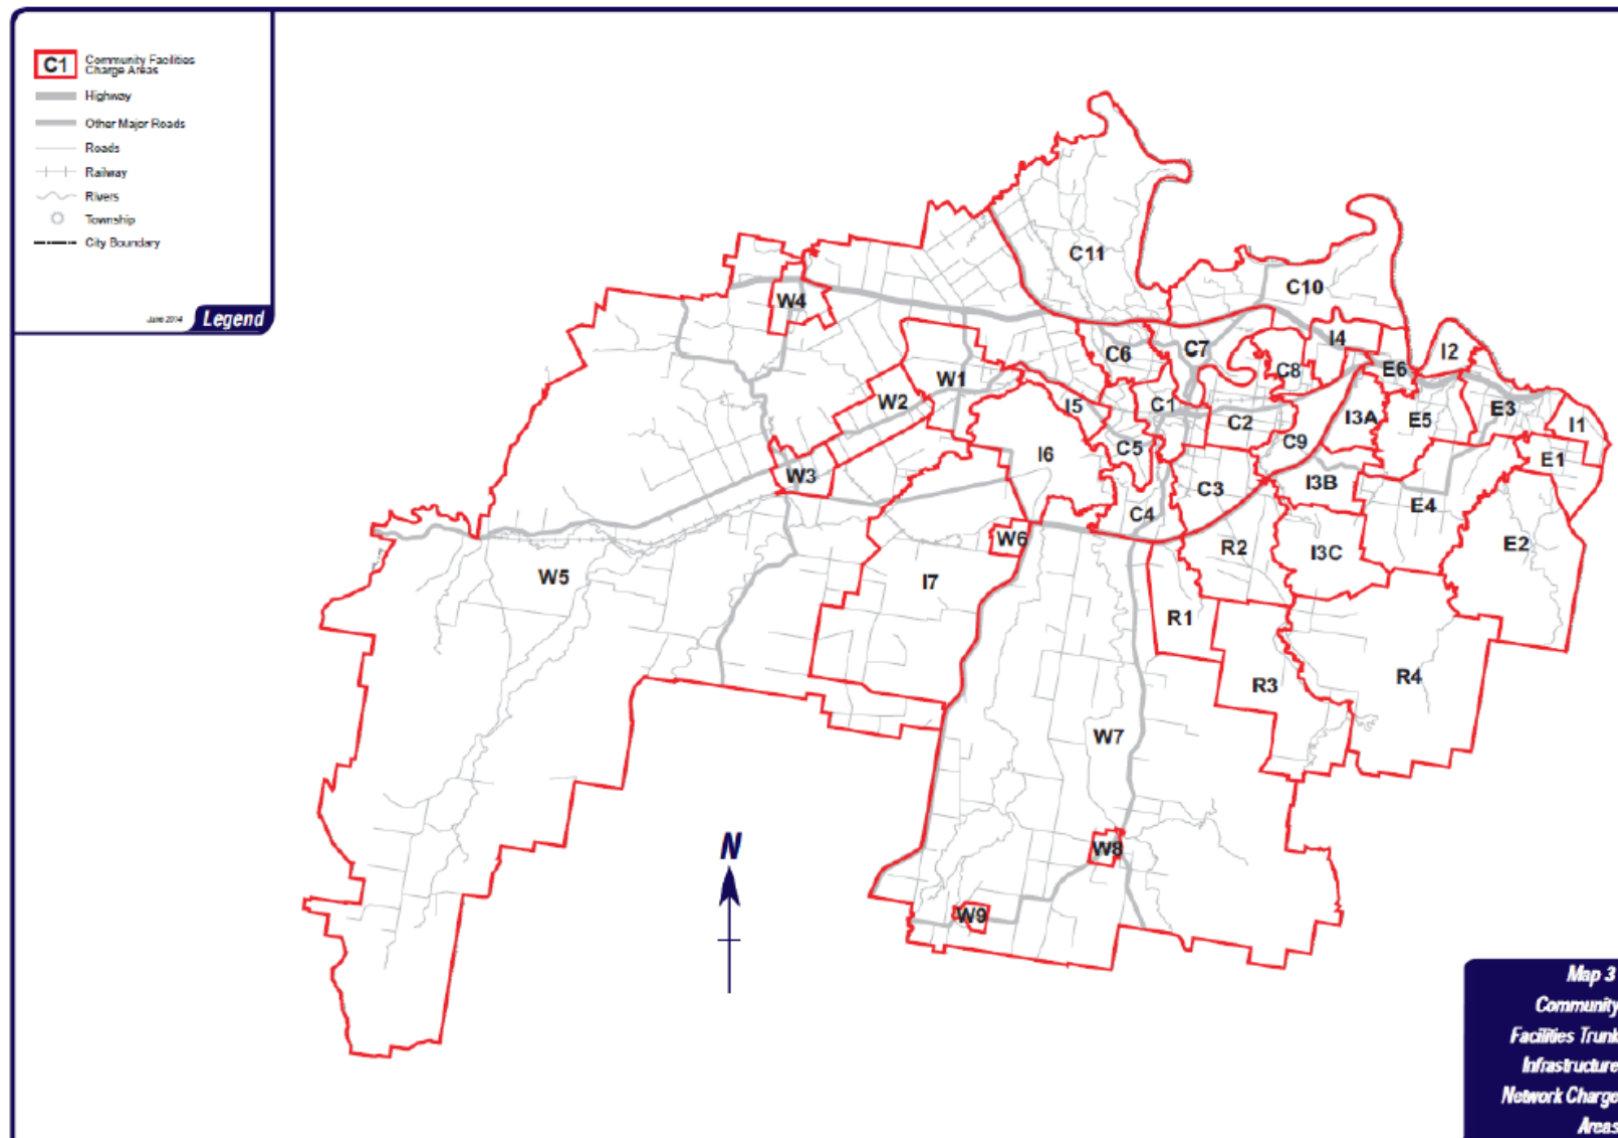 C1
Community Facilities
Charge Areas
Highway
Other Major Roads
Roads
Railway
Rivers
Township
City Boundary
June 2014
Legend
C11
C10
W4
I4
I2
C7
C6
C8
E6
W1
W2
I5
C1
C2
I3A
E5
E3
I1
C9
C5
I6
E1
W3
C3
I3B
C4
E4
W6
R2
I3C
E2
W5
I7
R1
R3
R4
W7
W8
W9
N
Map 3
Community
Facilities Trunk
Infrastructure
Network Charge
Areas